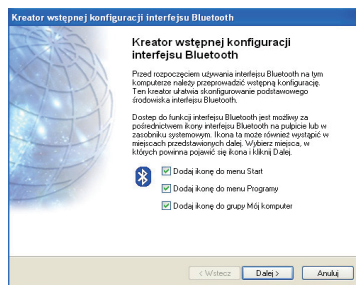 Kreator wstępnej konfiguracji interfejsu Bluetooth
Kreator wstępnej konfiguracji
interfejsu Bluetooth
Przed rozpoczęciem używania interfejsu Bluetooth na tym
komputerze należy przeprowadzić wstępną konfigurację.
Ten kreator ułatwia skonfigurowanie podstawowego
środowiska interfejsu Bluetooth.
Dostęp do funkcji interfejsu Bluetooth jest możliwy za
pośrednictwem ikony interfejsu Bluetooth na pulpicie lub w
zasobniku systemowym. Ikona ta może również wystąpić w
miejscach przedstawionych dalej. Wybierz miejsca, w
których powinna pojawić się ikona i kliknij Dalej.
Dodaj ikonę do menu Start
Dodaj ikonę do menu Programy
Dodaj ikonę do grupy Mój komputer
< Wstecz
Dalej >
Anuluj